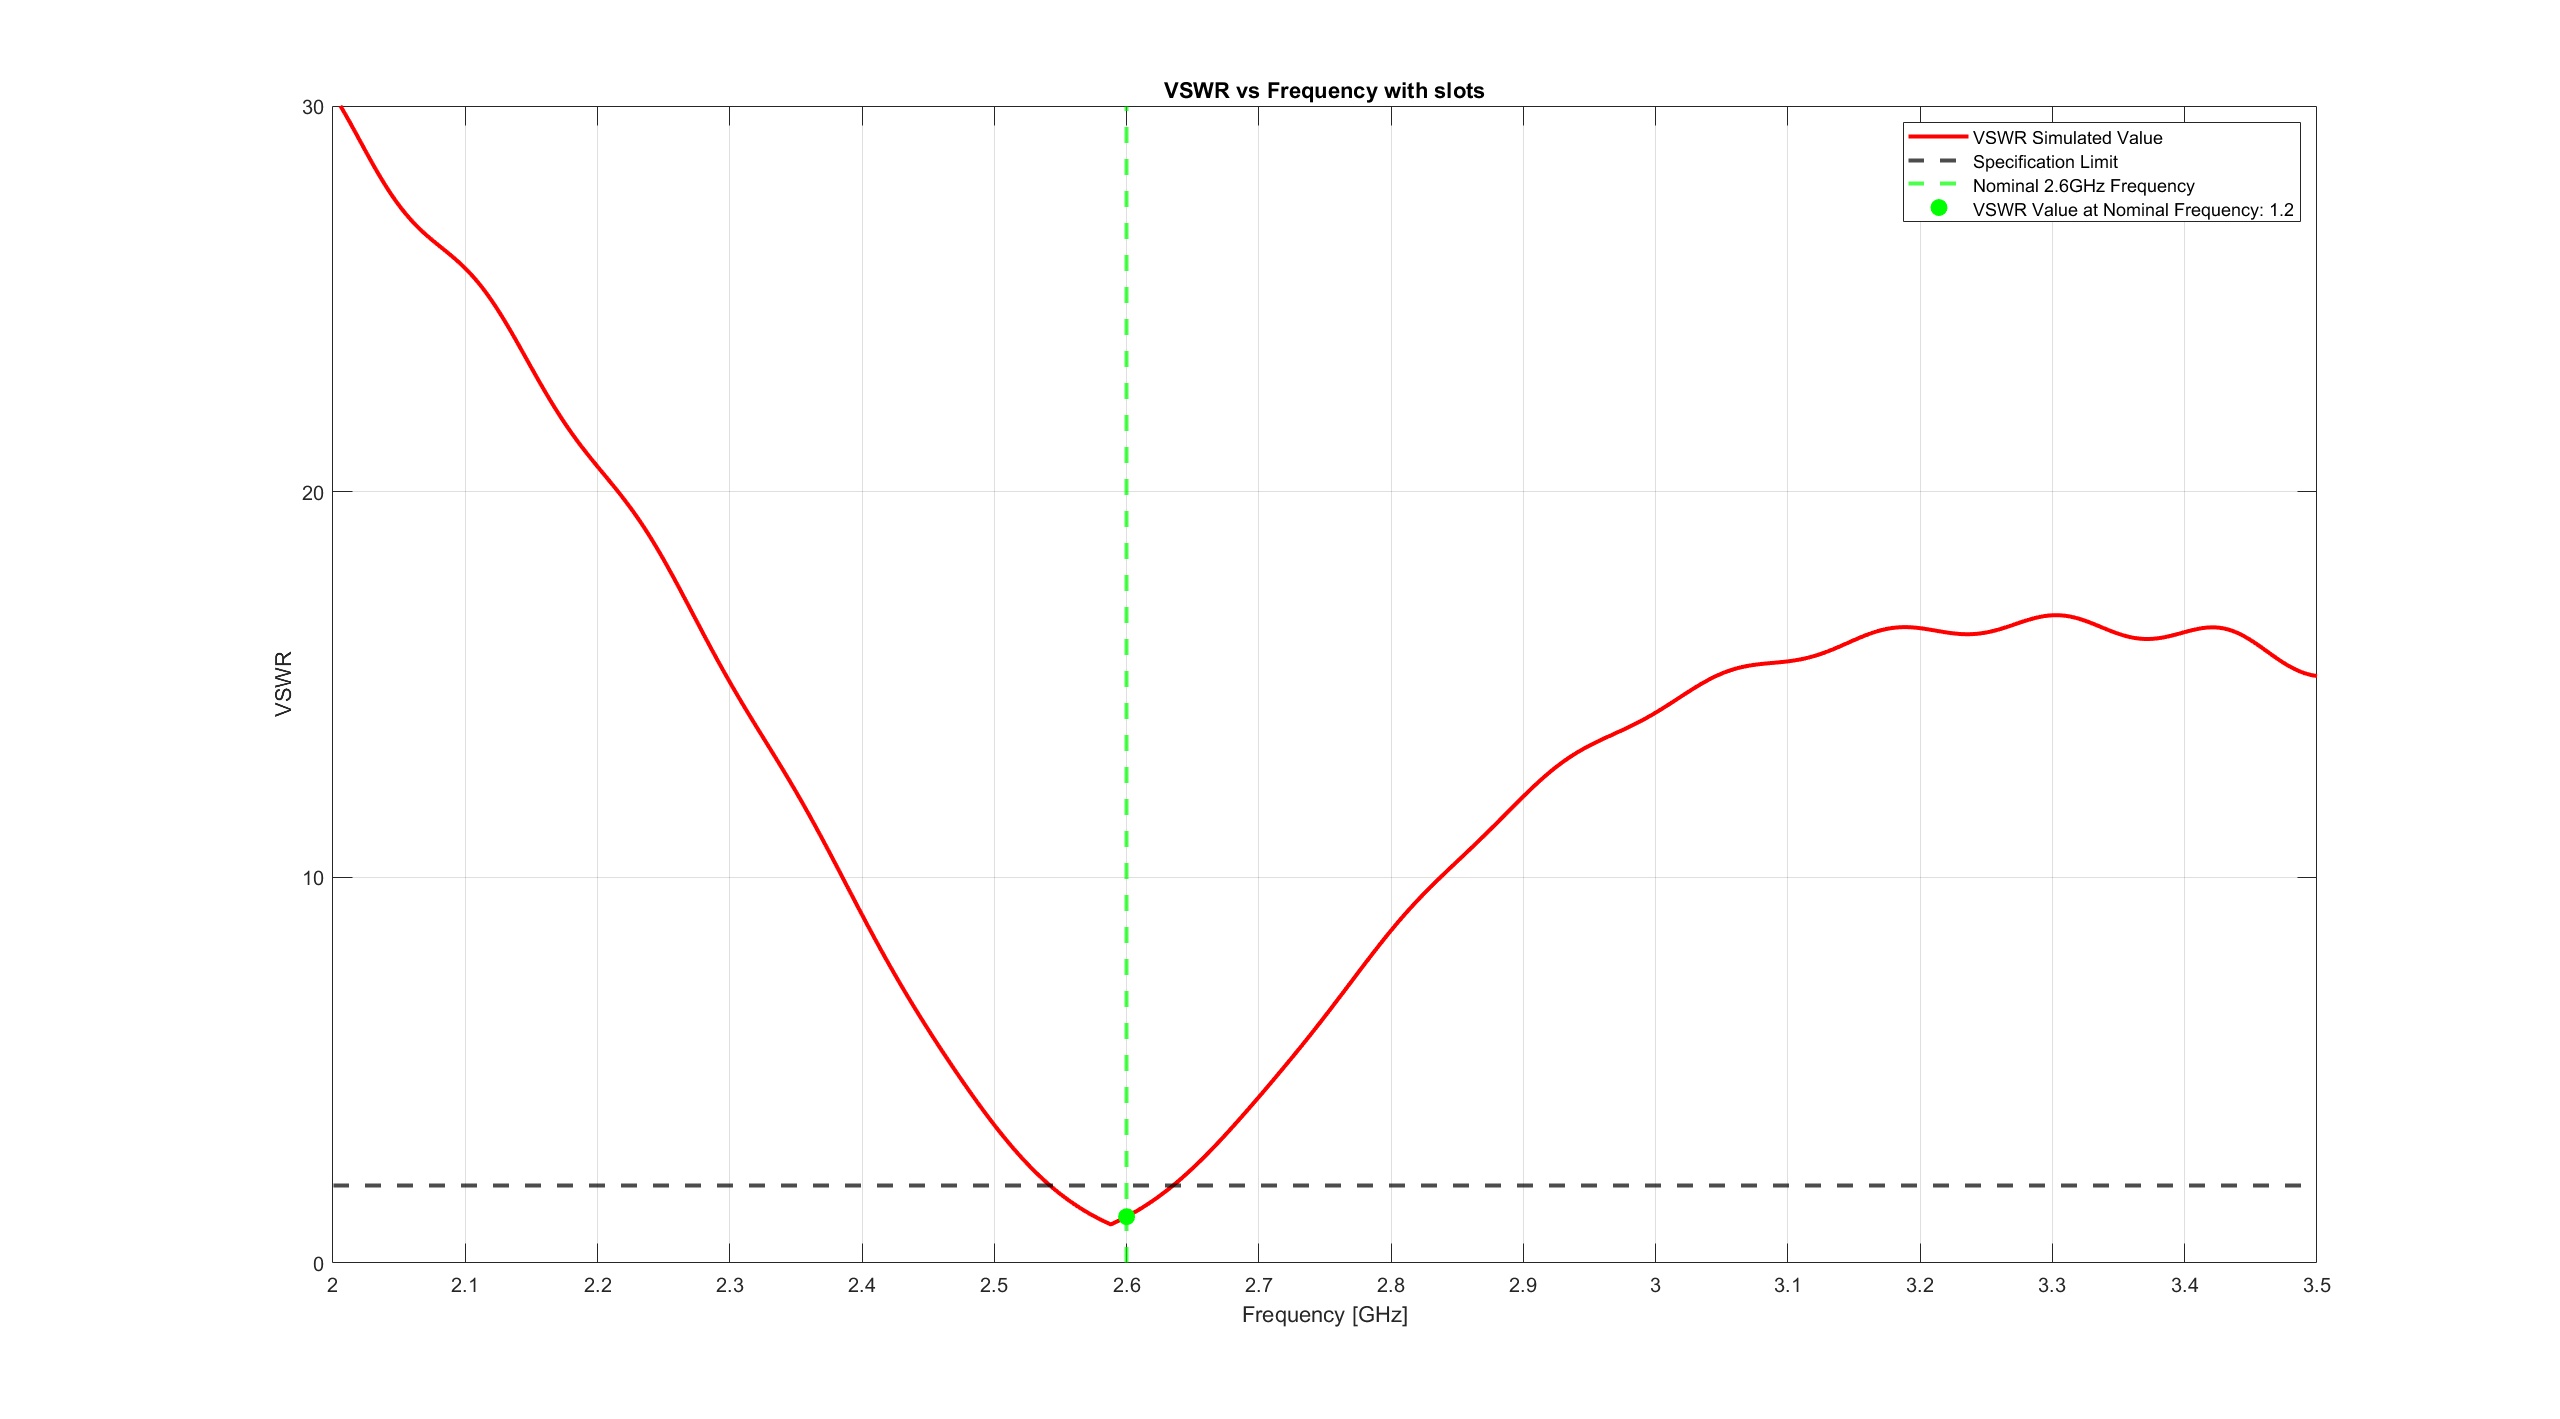 VSWR vs Frequency with slots
VSWR Simulated Value
Specification Limit
Nominal 2.6GHz Frequency
VSWR Value at Nominal Frequency: 1.2
30
20
10
0
VSWR
2 2.1 2.2 2.3 2.4 2.5 2.6 2.7 2.8 2.9 3 3.1 3.2 3.3 3.4 3.5
Frequency [GHz]